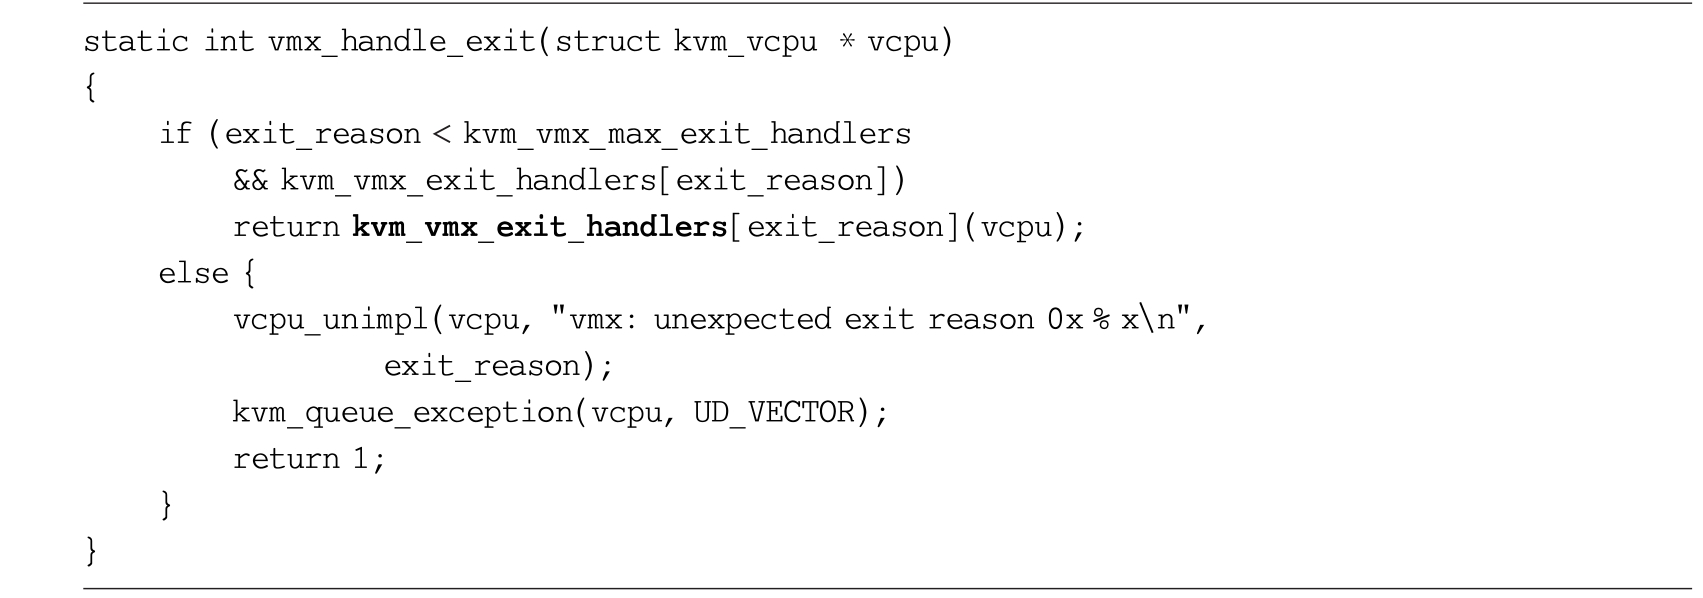 static int vmx_handle_exit(struct kvm_vcpu * vcpu)
{
if (exit_reason < kvm_vmx_max_exit_handlers
&& kvm_vmx_exit_handlers[exit_reason])
return kvm_vmx_exit_handlers[exit_reason](vcpu);
else {
vcpu_unimpl(vcpu, "vmx: unexpected exit reason 0x % x\n",
exit_reason);
kvm_queue_exception(vcpu, UD_VECTOR);
return 1;
}
}